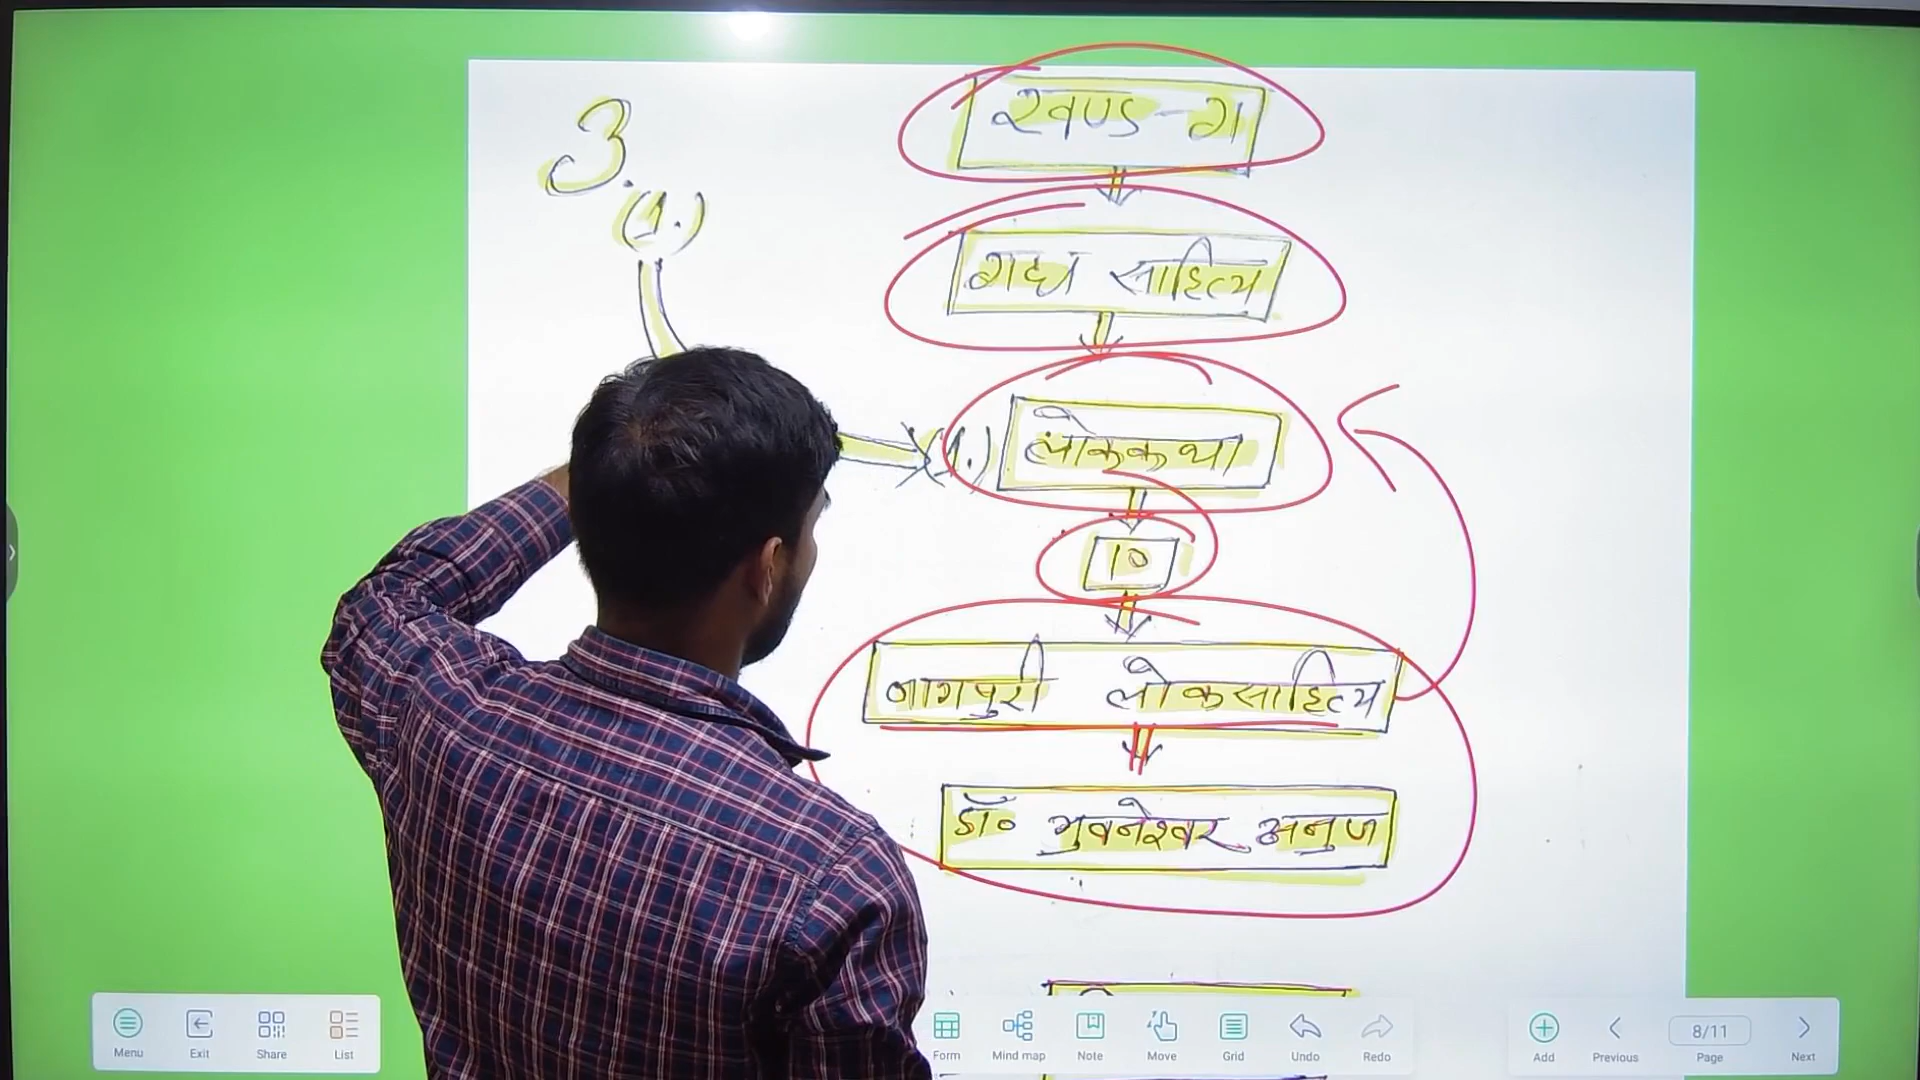 3.
(1.)
खण्ड - ग
गद्य साहित्य
(1.) लोककथा
10
नागपुरी लोकसाहित्य
डॉ० भुवनेश्वर अनुज
Menu Exit Share List Form Mind map Note Move Grid Undo Redo Add Previous 8/11 Page Next